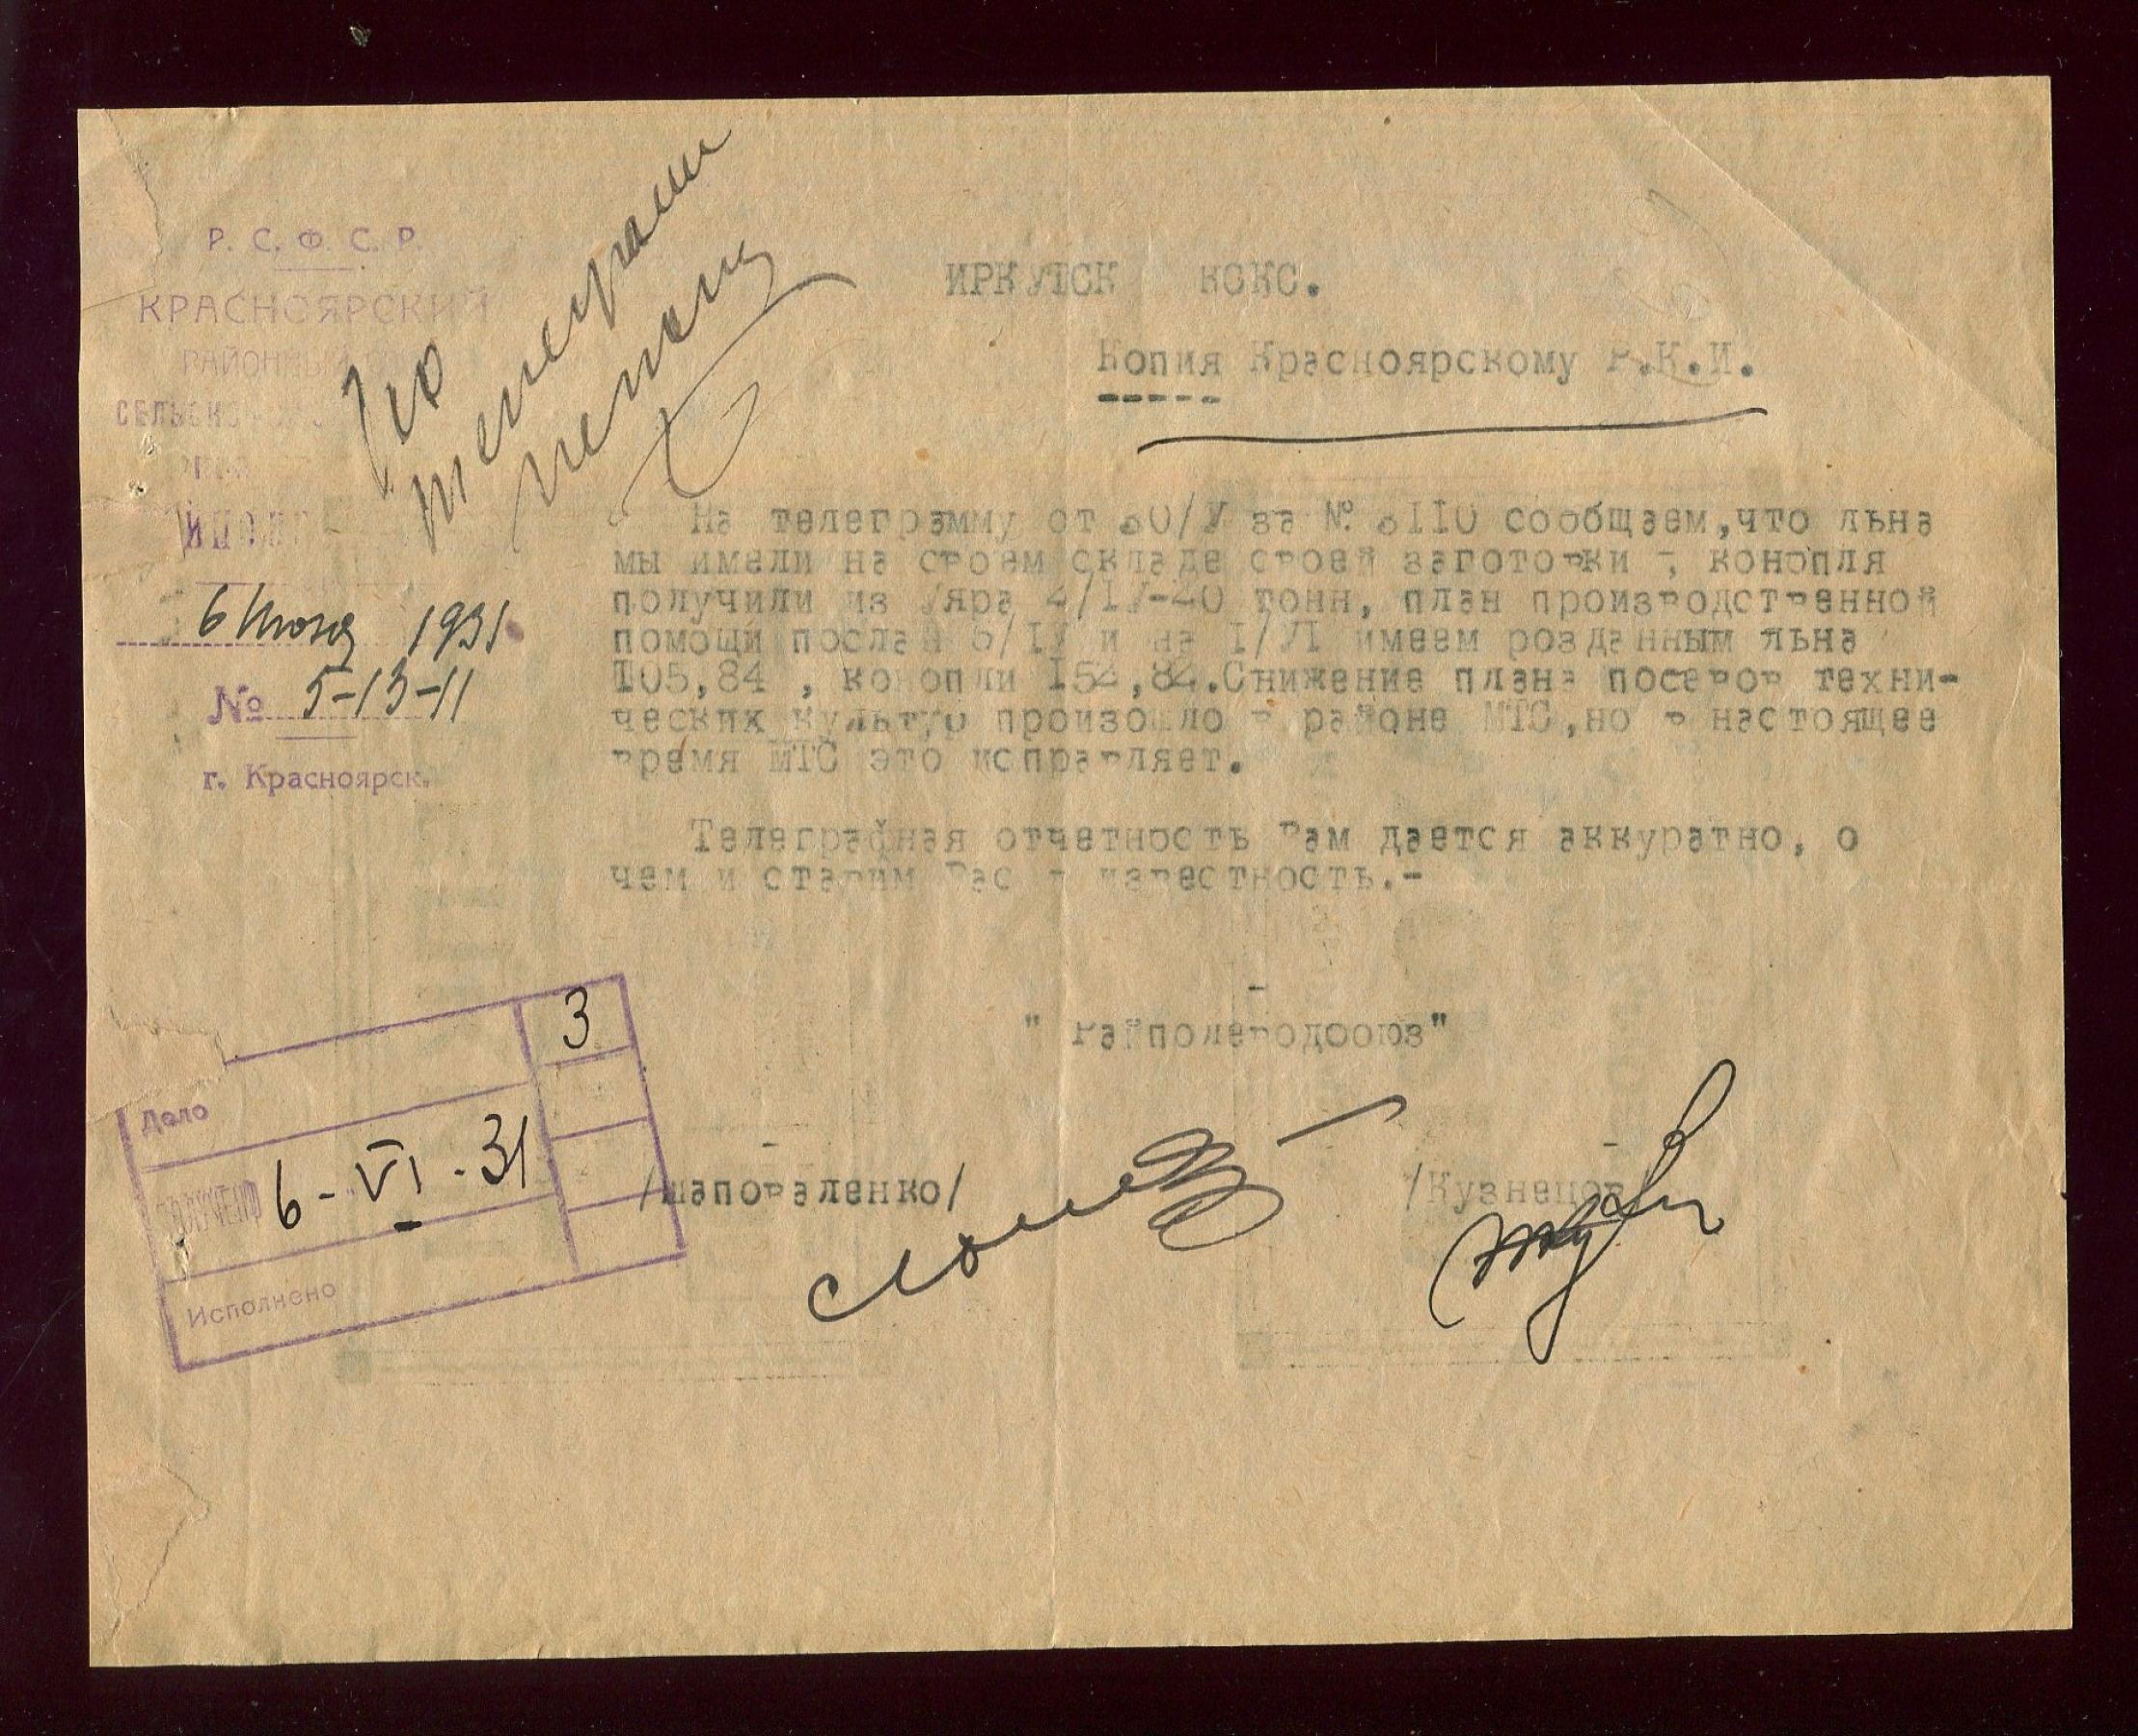 Р. С. Ф. С. Р.
КРАСНОЯРСКИЙ
РАЙОННЫЙ
6 Июня 1931
№ 5-13-11
г. Красноярск.
ИРКУТСК КСКС.
Копия Красноярскому Р.К.И.
На телеграмму от 30/У за № 3110 сообщаем,что льна
мы имели на своем складе своей заготовки , конопля
получили из Уяра 4/1У-40 тонн, план производственной
помощи послан 5/1У и на I/УI имеем розданным льна
105,84 , конопли 154,84.Снижение плана посевов техни-
ческих культур произошло в районе МТС,но в настоящее
время МТС это исправляет.
Телеграфная отчетность Вам дается аккуратно, о
чем и ставим Вас в известность.-
" Райполеводсоюз"
/Шаповаленко/
/Кузнецов
3
Дело
ПОЛУЧЕНО 6-VI-31
Исполнено